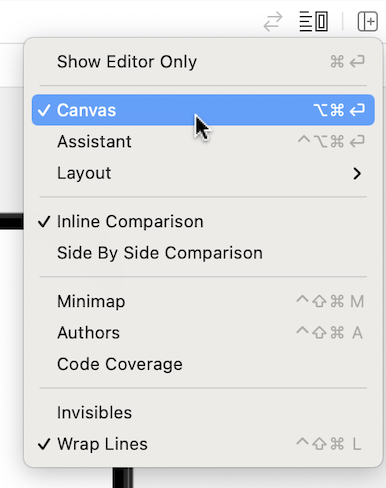 Show Editor Only ⌘ ↩
✓ Canvas ⌥⌘ ↩
Assistant ^⌥⌘ ↩
Layout >
✓ Inline Comparison
Side By Side Comparison
Minimap ^⇧⌘ M
Authors ^⇧⌘ A
Code Coverage
Invisibles
✓ Wrap Lines ^⇧⌘ L